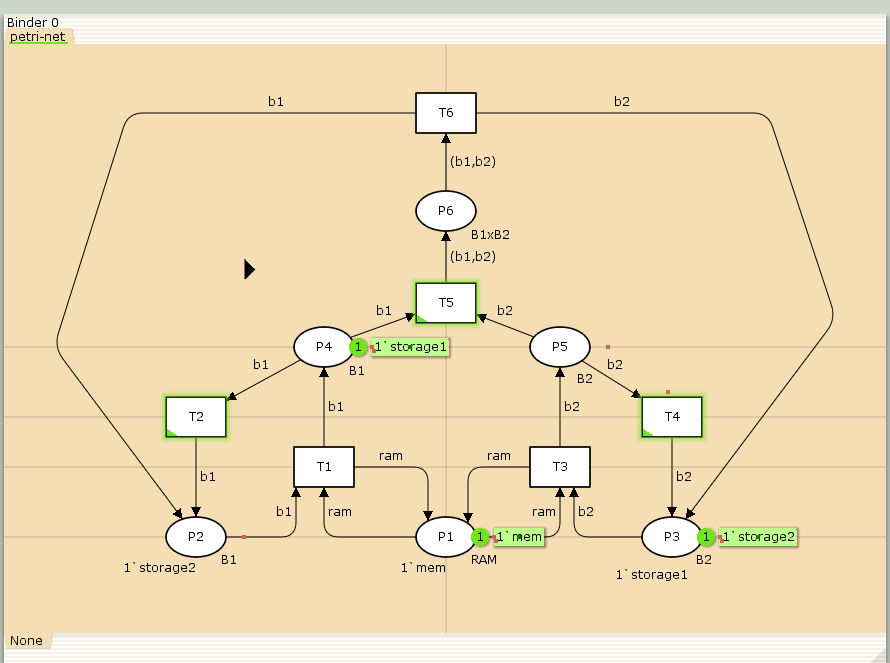 Binder 0
petri-net
b1
b2
T6
(b1,b2)
P6
B1xB2
(b1,b2)
T5
b1
b2
P4
1
1`storage1
P5
B1
b1
b2
B2
T2
b1
b2
T4
ram
ram
b1
T1
T3
b2
b1
ram
ram
b2
P2
P1
1
1`mem
P3
1
1`storage2
1`storage2
B1
1`mem
RAM
1`storage1
B2
None